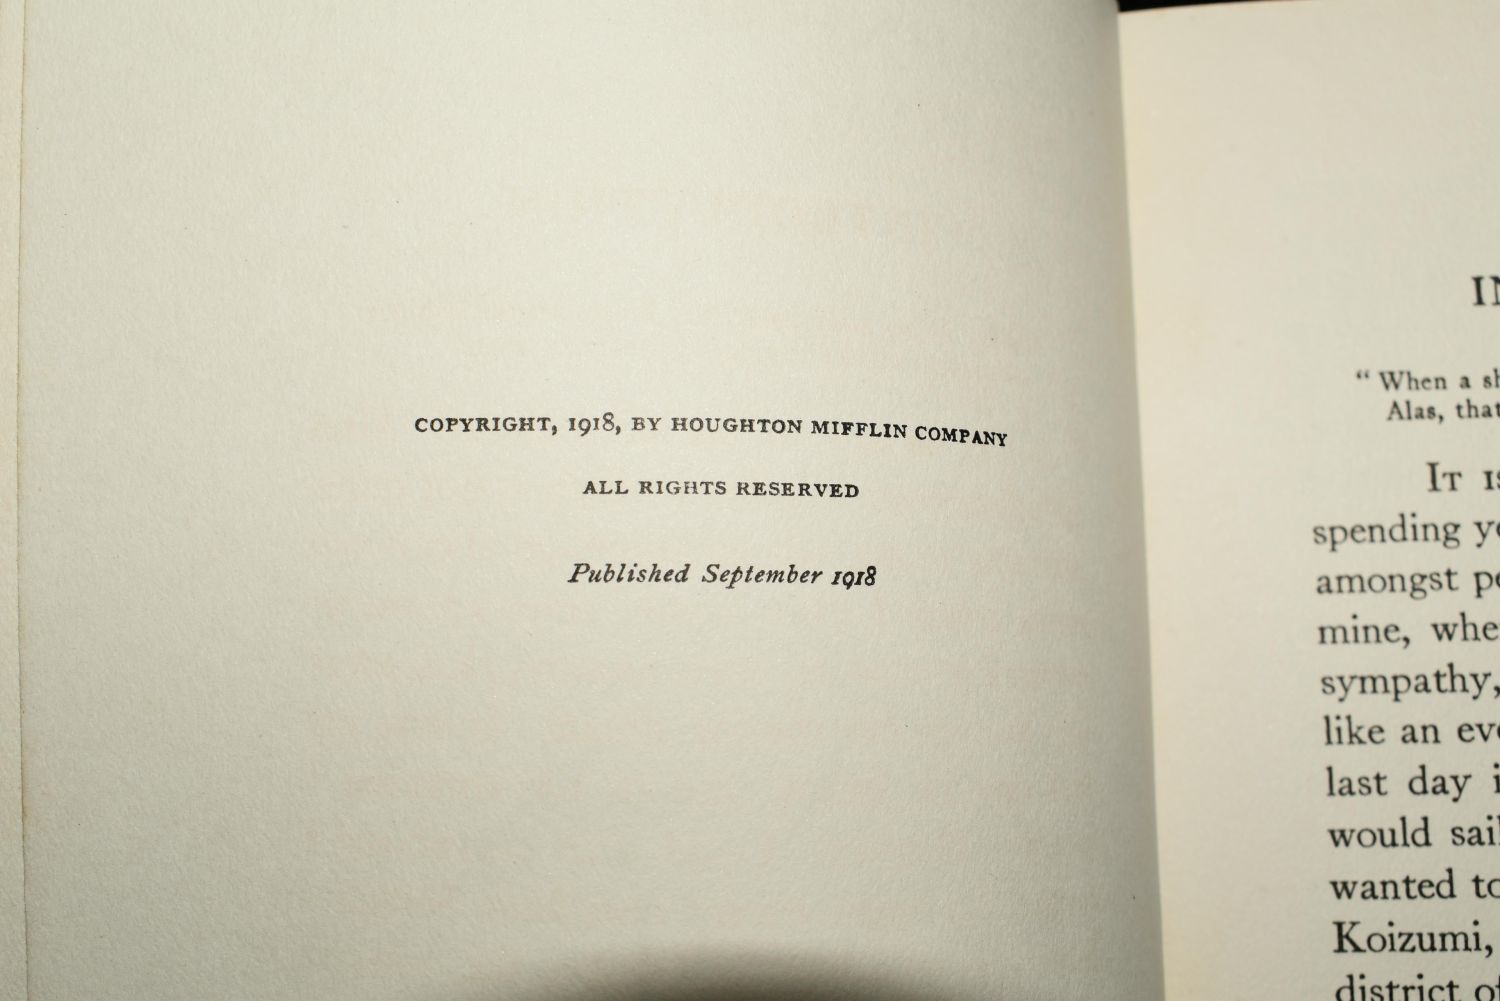 COPYRIGHT, 1918, BY HOUGHTON MIFFLIN COMPANY
ALL RIGHTS RESERVED
Published September 1918
“ When a
Alas, that
IT
spending
amongst
mine,
sympathy,
like an
last day
would
wanted
Koizumi,
district